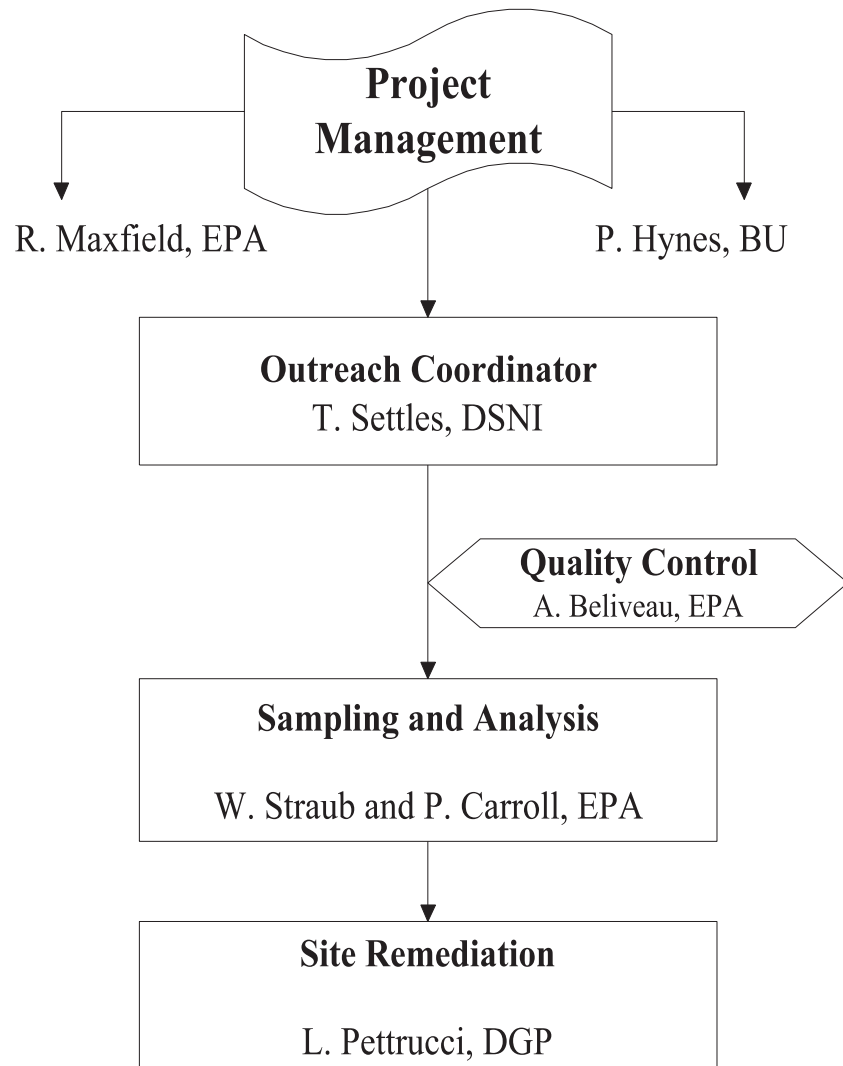 Project
Management
R. Maxfield, EPA
P. Hynes, BU
Outreach Coordinator
T. Settles, DSNI
Quality Control
A. Beliveau, EPA
Sampling and Analysis
W. Straub and P. Carroll, EPA
Site Remediation
L. Pettrucci, DGP